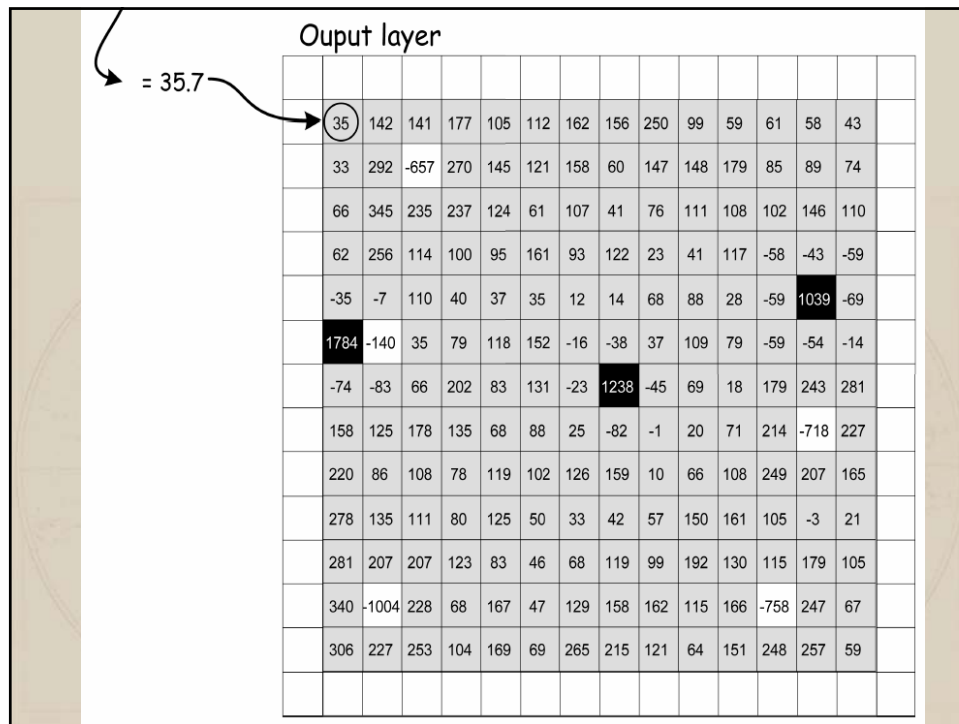 Ouput layer
= 35.7
35 142 141 177 105 112 162 156 250 99 59 61 58 43
33 292 -657 270 145 121 158 60 147 148 179 85 89 74
66 345 235 237 124 61 107 41 76 111 108 102 146 110
62 256 114 100 95 161 93 122 23 41 117 -58 -43 -59
-35 -7 110 40 37 35 12 14 68 88 28 -59 1039 -69
1784 -140 35 79 118 152 -16 -38 37 109 79 -59 -54 -14
-74 -83 66 202 83 131 -23 1238 -45 69 18 179 243 281
158 125 178 135 68 88 25 -82 -1 20 71 214 -718 227
220 86 108 78 119 102 126 159 10 66 108 249 207 165
278 135 111 80 125 50 33 42 57 150 161 105 -3 21
281 207 207 123 83 46 68 119 99 192 130 115 179 105
340 -1004 228 68 167 47 129 158 162 115 166 -758 247 67
306 227 253 104 169 69 265 215 121 64 151 248 257 59